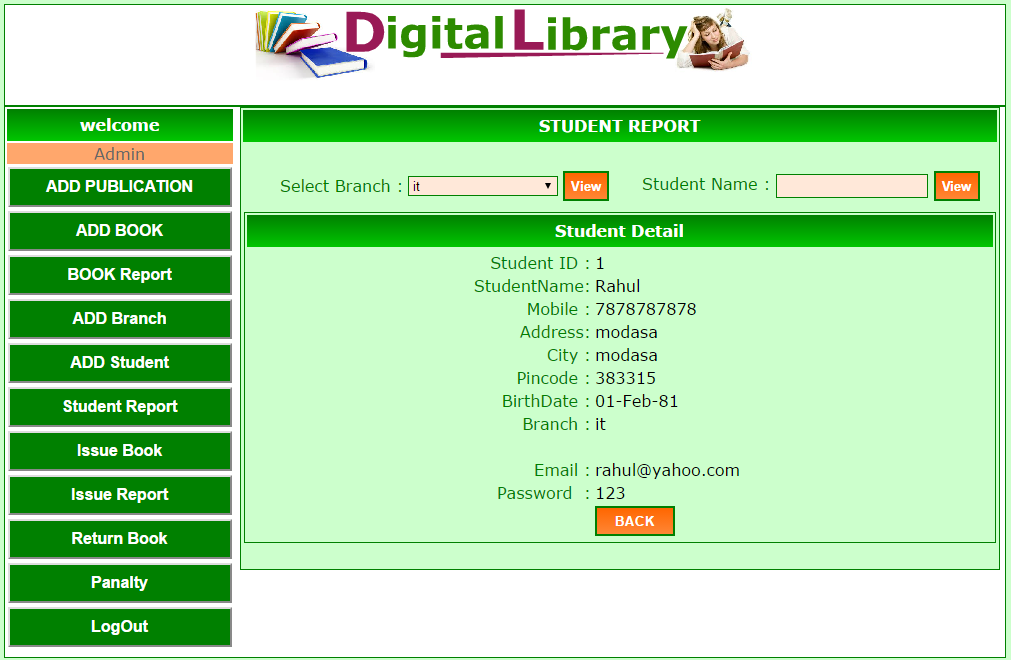 Digital Library
welcome
Admin
ADD PUBLICATION
ADD BOOK
BOOK Report
ADD Branch
ADD Student
Student Report
Issue Book
Issue Report
Return Book
Panalty
LogOut
STUDENT REPORT
Select Branch : it View Student Name : View
Student Detail
Student ID : 1
StudentName: Rahul
Mobile : 7878787878
Address: modasa
City : modasa
Pincode : 383315
BirthDate : 01-Feb-81
Branch : it
Email : rahul@yahoo.com
Password : 123
BACK